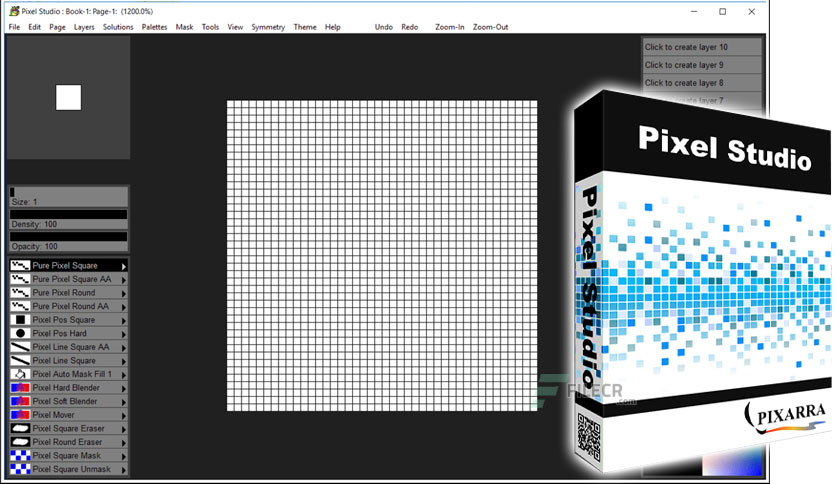 Pixel Studio : Book-1: Page-1: (1200.0%)
File Edit Page Layers Solutions Palettes Mask Tools View Symmetry Theme Help Undo Redo Zoom-In Zoom-Out
Click to create layer 10
Click to create layer 9
Click to create layer 8
Click to create layer 7
Size: 1
Density: 100
Opacity: 100
Pure Pixel Square
Pure Pixel Square AA
Pure Pixel Round
Pure Pixel Round AA
Pixel Pos Square
Pixel Pos Hard
Pixel Line Square AA
Pixel Line Square
Pixel Auto Mask Fill 1
Pixel Hard Blender
Pixel Soft Blender
Pixel Mover
Pixel Square Eraser
Pixel Round Eraser
Pixel Square Mask
Pixel Square Unmask
Pixel Studio
Pixel Studio
PIXARRA
FILECR
.com